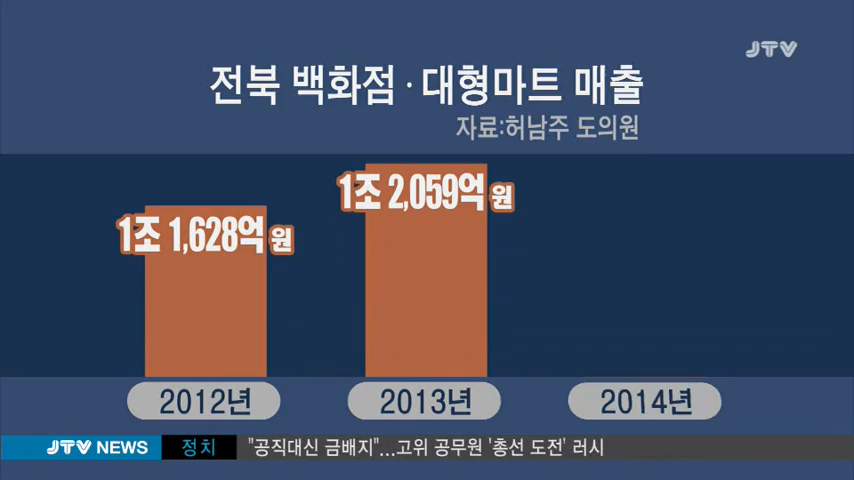 JTV
전북 백화점·대형마트 매출
자료:허남주 도의원
1조 1,628억 원
1조 2,059억 원
2012년
2013년
2014년
JTV NEWS
정치
"공직대신 금배지"...고위 공무원 '총선 도전' 러시